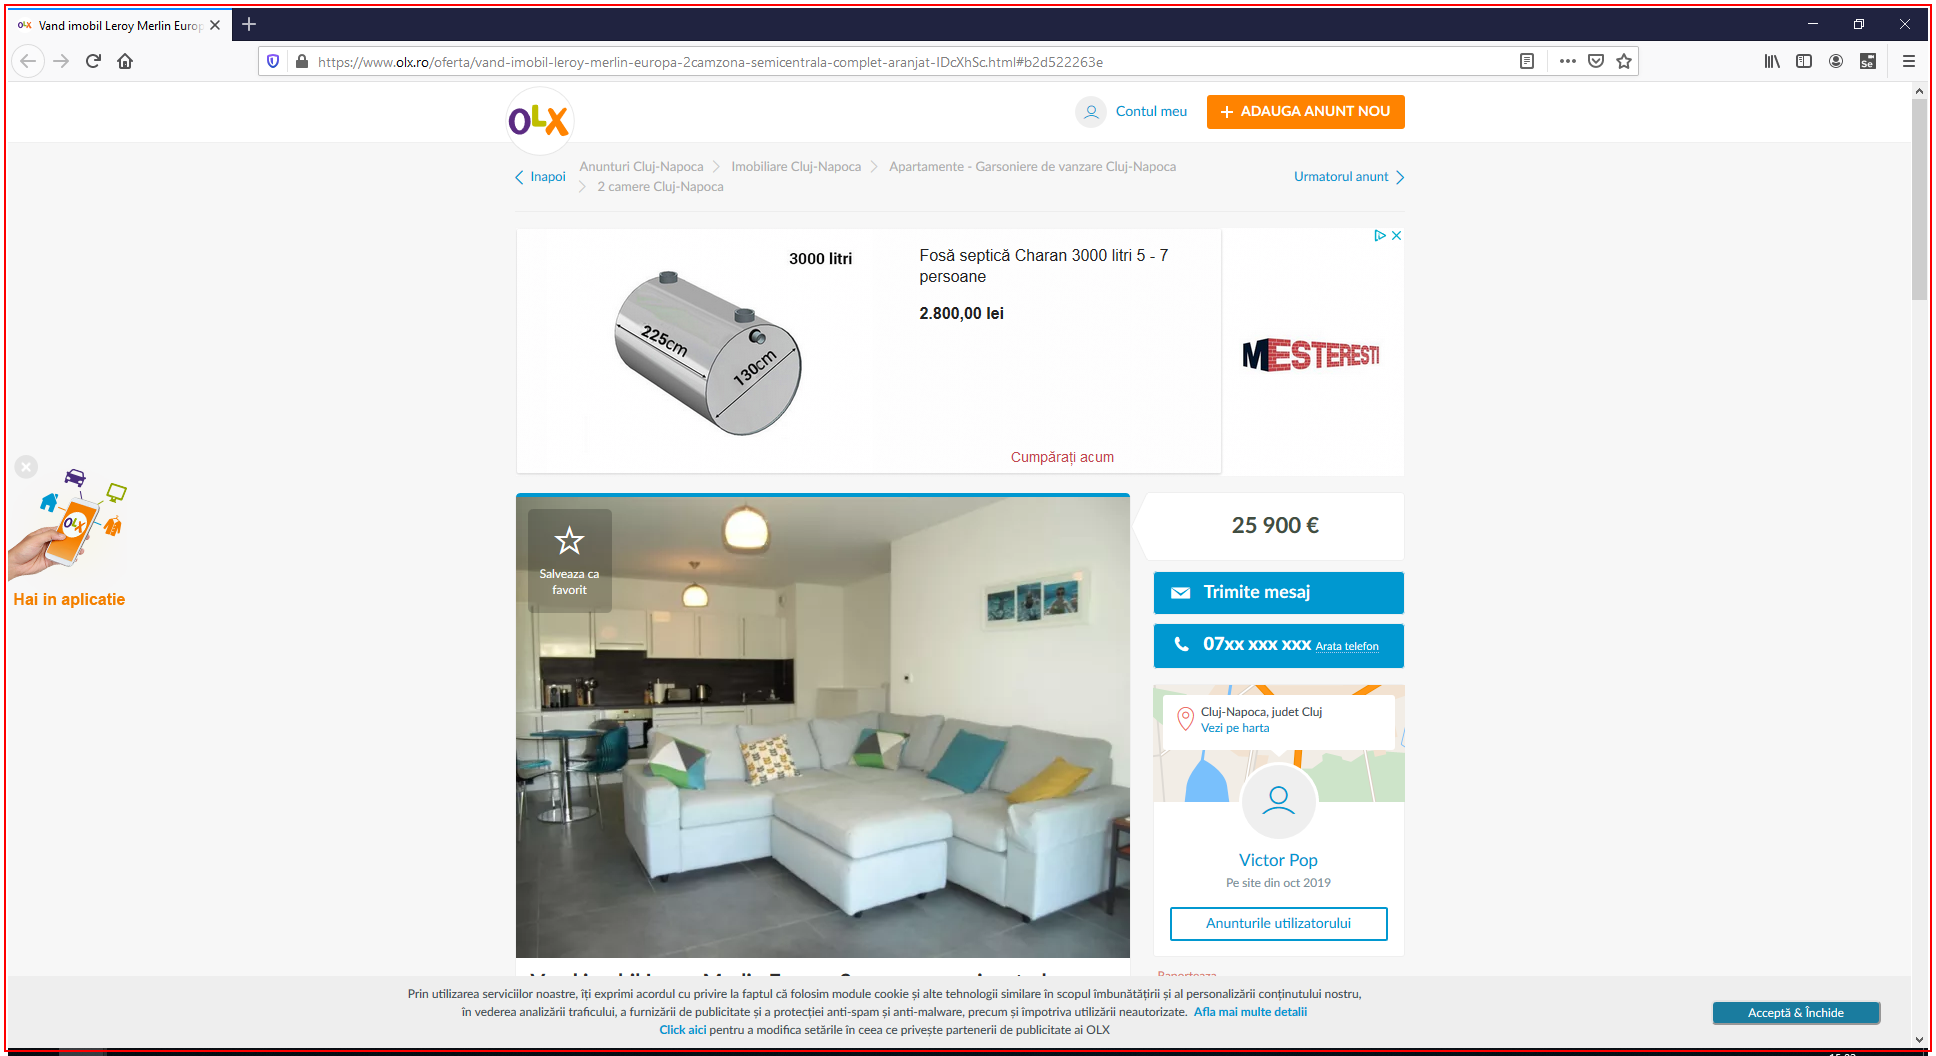 OLX Vand imobil Leroy Merlin Europ
https://www.olx.ro/oferta/vand-imobil-leroy-merlin-europa-2camzona-semicentrala-complet-aranjat-IDcXhSc.html#b2d522263e
Se
OLX
Contul meu
+ ADAUGA ANUNT NOU
Inapoi
Anunturi Cluj-Napoca
Imobiliare Cluj-Napoca
Apartamente - Garsoniere de vanzare Cluj-Napoca
2 camere Cluj-Napoca
Urmatorul anunt
3000 litri
225cm
130cm
Fosă septică Charan 3000 litri 5 - 7
persoane
2.800,00 lei
Cumpărați acum
MESTERESTI
OLX
Hai in aplicatie
Salveaza ca
favorit
25 900 €
Trimite mesaj
07xx xxx xxx Arata telefon
Cluj-Napoca, judet Cluj
Vezi pe harta
Victor Pop
Pe site din oct 2019
Anunturile utilizatorului
Raporteaza
Prin utilizarea serviciilor noastre, îți exprimi acordul cu privire la faptul că folosim module cookie și alte tehnologii similare în scopul îmbunătățirii și al personalizării conținutului nostru,
în vederea analizării traficului, a furnizării de publicitate și a protecției anti-spam și anti-malware, precum și împotriva utilizării neautorizate. Afla mai multe detalii
Click aici pentru a modifica setările în ceea ce privește partenerii de publicitate ai OLX
Acceptă & Închide